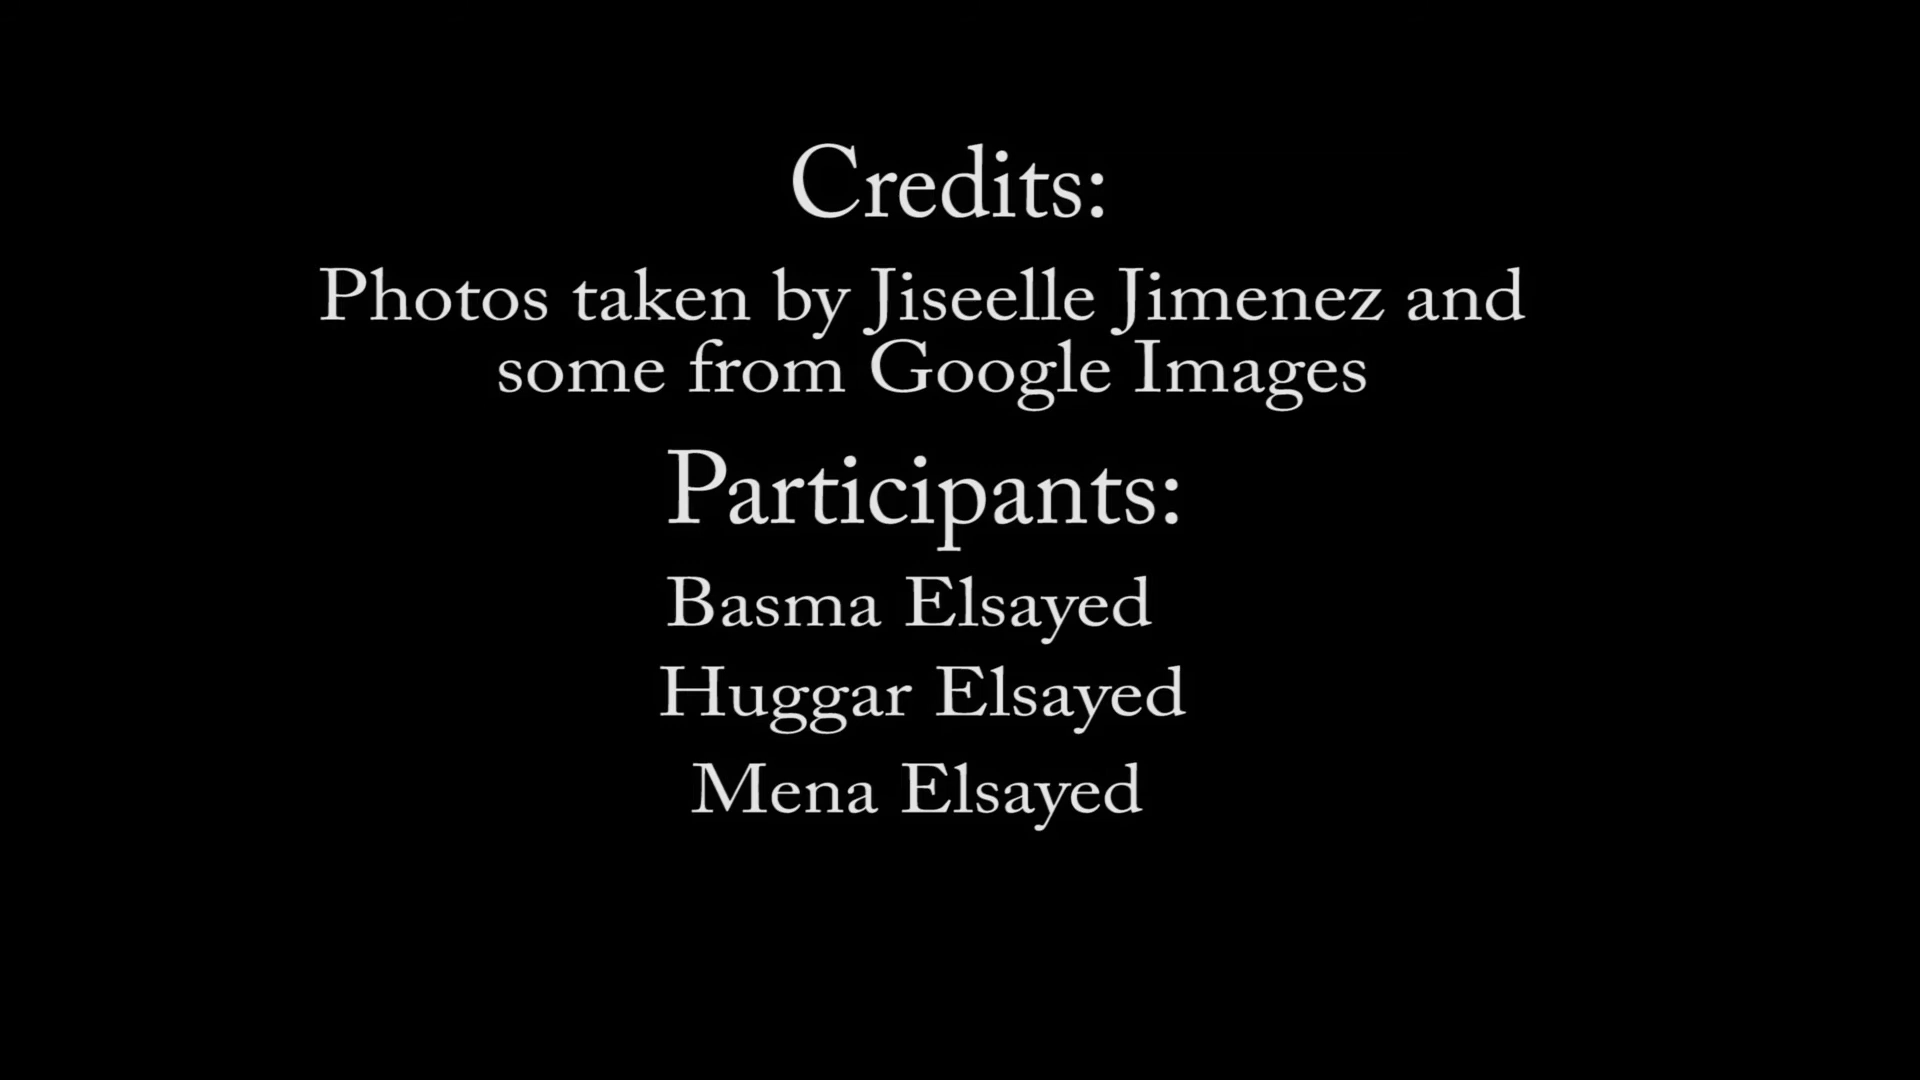 Credits:
Photos taken by Jiseelle Jimenez and
some from Google Images
Participants:
Basma Elsayed
Huggar Elsayed
Mena Elsayed